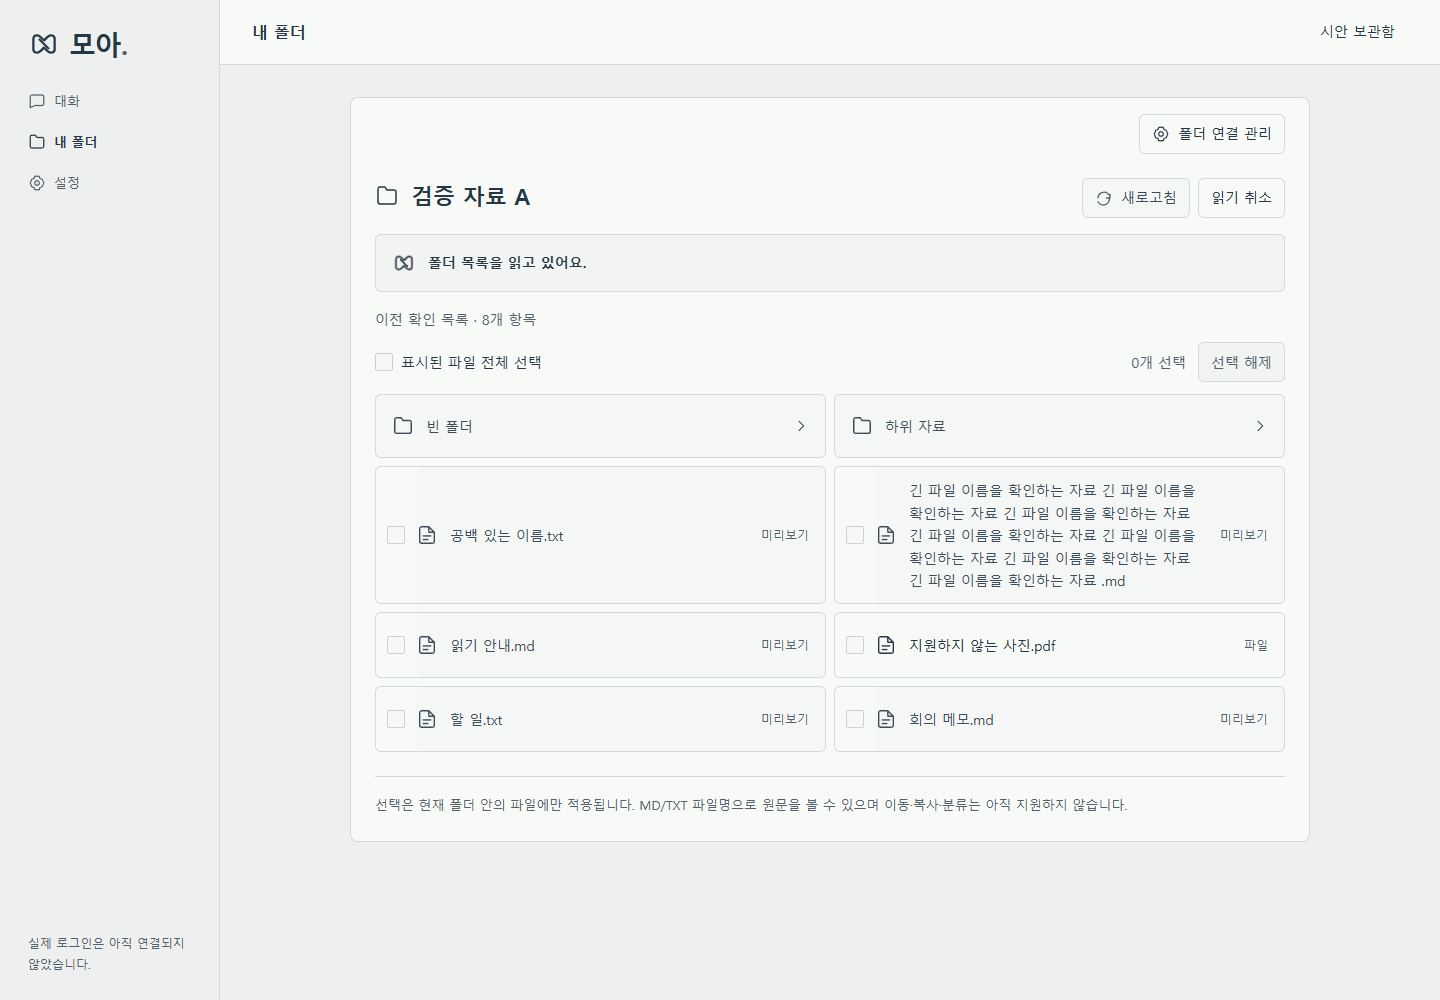 모아.
대화
내 폴더
설정
실제 로그인은 아직 연결되지
않았습니다.
내 폴더
시안 보관함
폴더 연결 관리
검증 자료 A
새로고침
읽기 취소
폴더 목록을 읽고 있어요.
이전 확인 목록 · 8개 항목
표시된 파일 전체 선택
0개 선택
선택 해제
빈 폴더
하위 자료
공백 있는 이름.txt
미리보기
긴 파일 이름을 확인하는 자료 긴 파일 이름을
확인하는 자료 긴 파일 이름을 확인하는 자료
긴 파일 이름을 확인하는 자료 긴 파일 이름을
확인하는 자료 긴 파일 이름을 확인하는 자료
긴 파일 이름을 확인하는 자료 .md
미리보기
읽기 안내.md
미리보기
지원하지 않는 사진.pdf
파일
할 일.txt
미리보기
회의 메모.md
미리보기
선택은 현재 폴더 안의 파일에만 적용됩니다. MD/TXT 파일명으로 원문을 볼 수 있으며 이동·복사·분류는 아직 지원하지 않습니다.